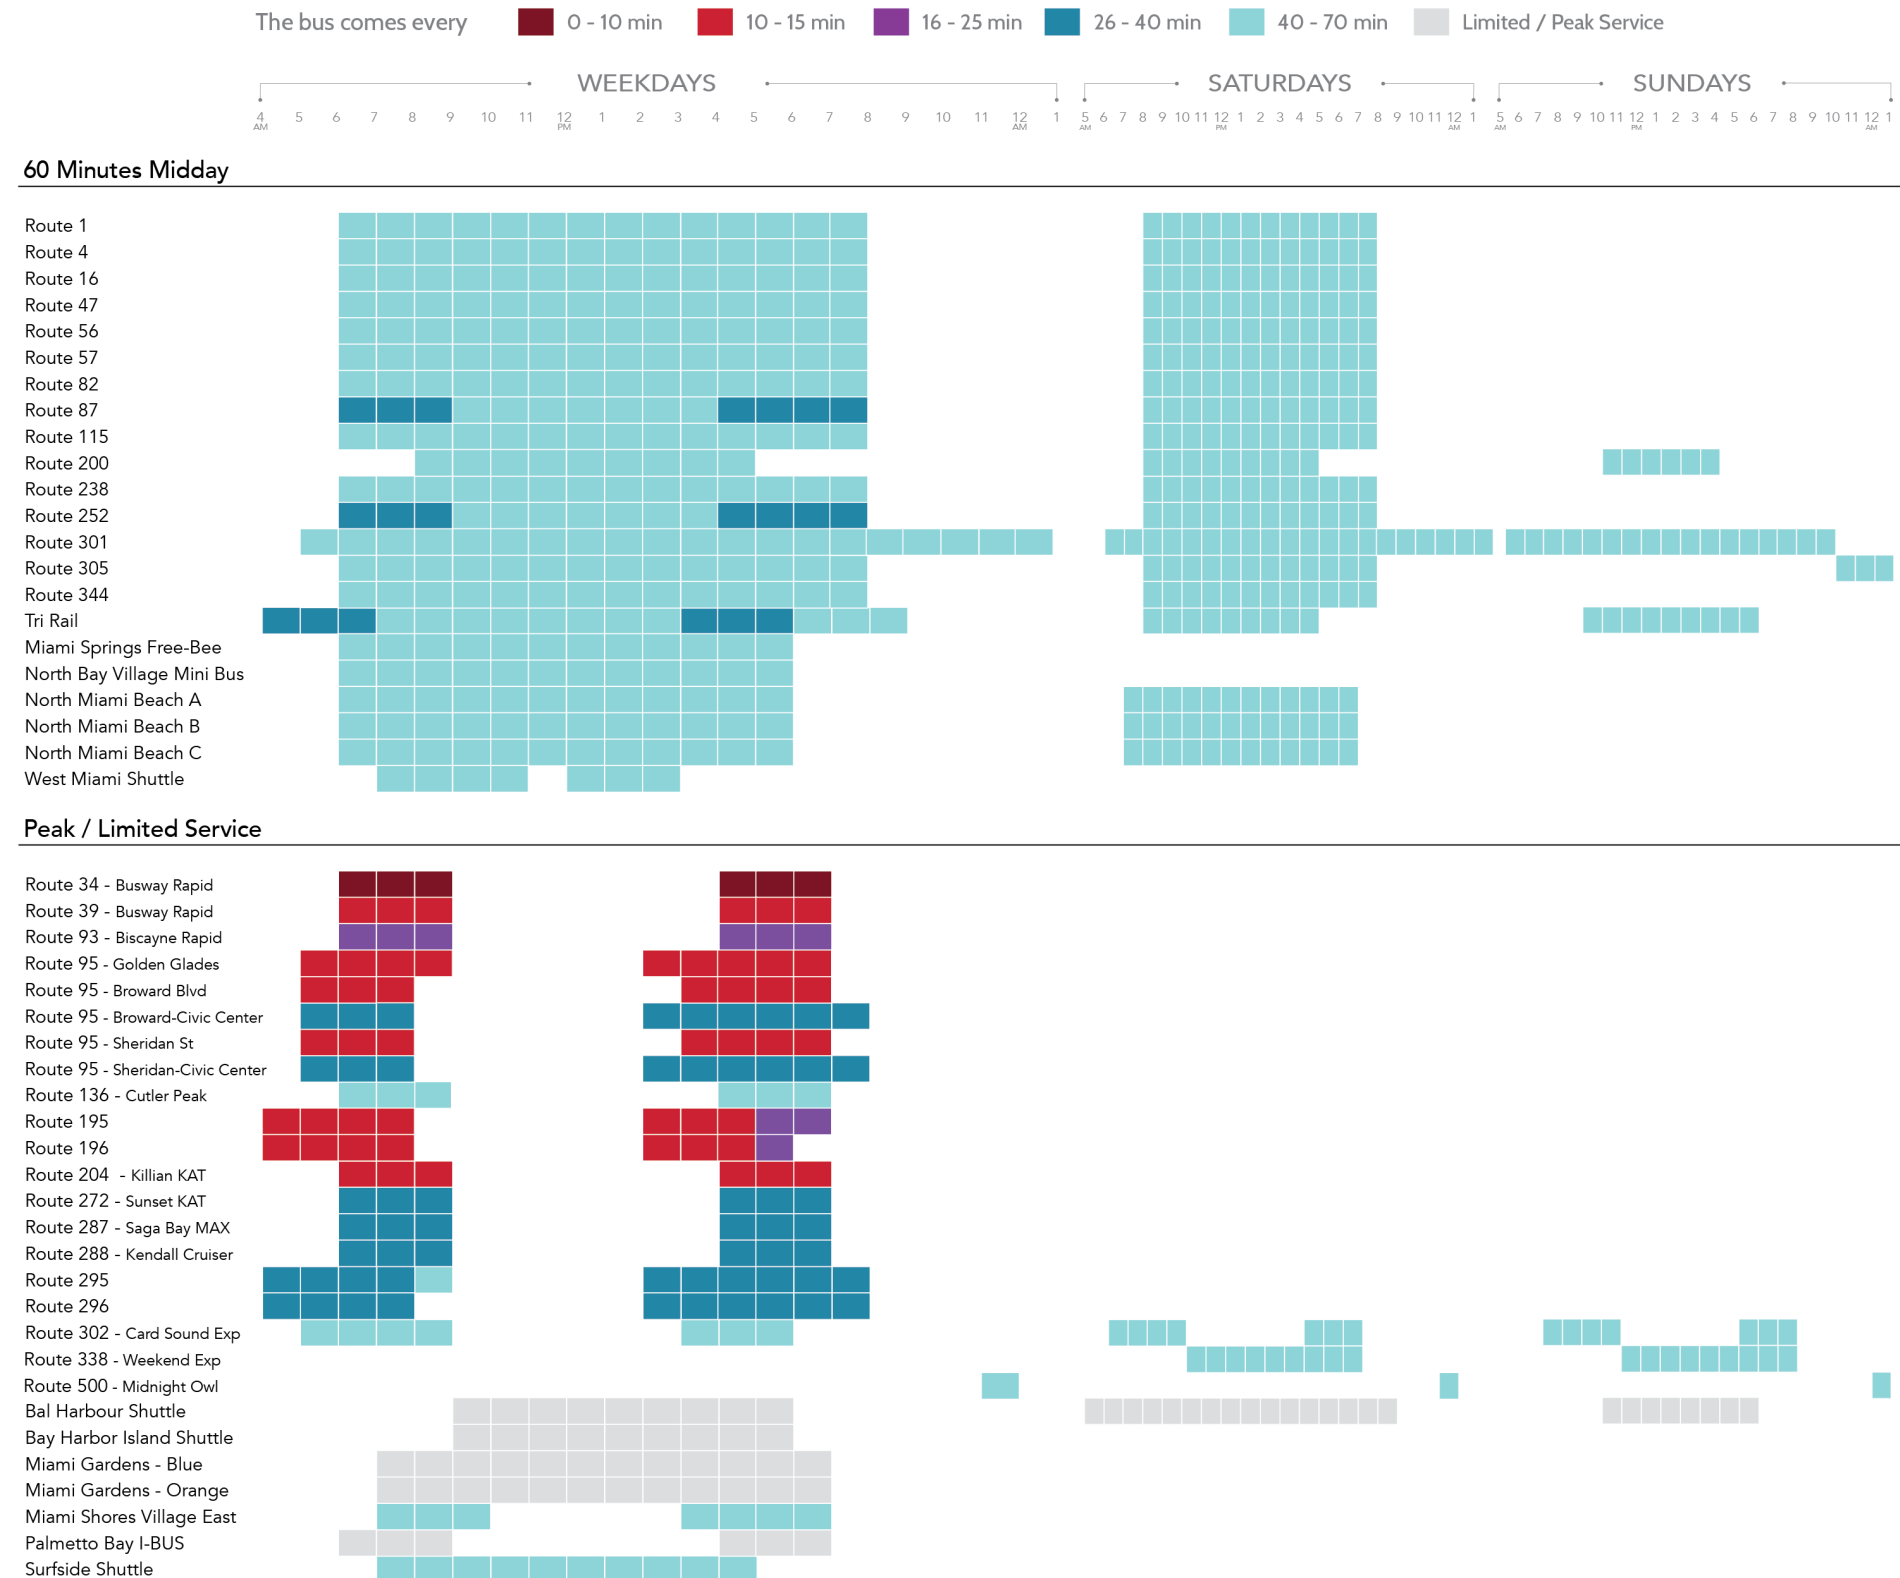 The bus comes every 0 - 10 min 10 - 15 min 16 - 25 min 26 - 40 min 40 - 70 min Limited / Peak Service
WEEKDAYS SATURDAYS SUNDAYS
4 5 6 7 8 9 10 11 12 1 2 3 4 5 6 7 8 9 10 11 12 1 5 6 7 8 9 10 11 12 1 2 3 4 5 6 7 8 9 10 11 12 1 5 6 7 8 9 10 11 12 1 2 3 4 5 6 7 8 9 10 11 12 1
AM PM AM AM PM AM AM PM AM
60 Minutes Midday
Route 1
Route 4
Route 16
Route 47
Route 56
Route 57
Route 82
Route 87
Route 115
Route 200
Route 238
Route 252
Route 301
Route 305
Route 344
Tri Rail
Miami Springs Free-Bee
North Bay Village Mini Bus
North Miami Beach A
North Miami Beach B
North Miami Beach C
West Miami Shuttle
Peak / Limited Service
Route 34 - Busway Rapid
Route 39 - Busway Rapid
Route 93 - Biscayne Rapid
Route 95 - Golden Glades
Route 95 - Broward Blvd
Route 95 - Broward-Civic Center
Route 95 - Sheridan St
Route 95 - Sheridan-Civic Center
Route 136 - Cutler Peak
Route 195
Route 196
Route 204 - Killian KAT
Route 272 - Sunset KAT
Route 287 - Saga Bay MAX
Route 288 - Kendall Cruiser
Route 295
Route 296
Route 302 - Card Sound Exp
Route 338 - Weekend Exp
Route 500 - Midnight Owl
Bal Harbour Shuttle
Bay Harbor Island Shuttle
Miami Gardens - Blue
Miami Gardens - Orange
Miami Shores Village East
Palmetto Bay I-BUS
Surfside Shuttle